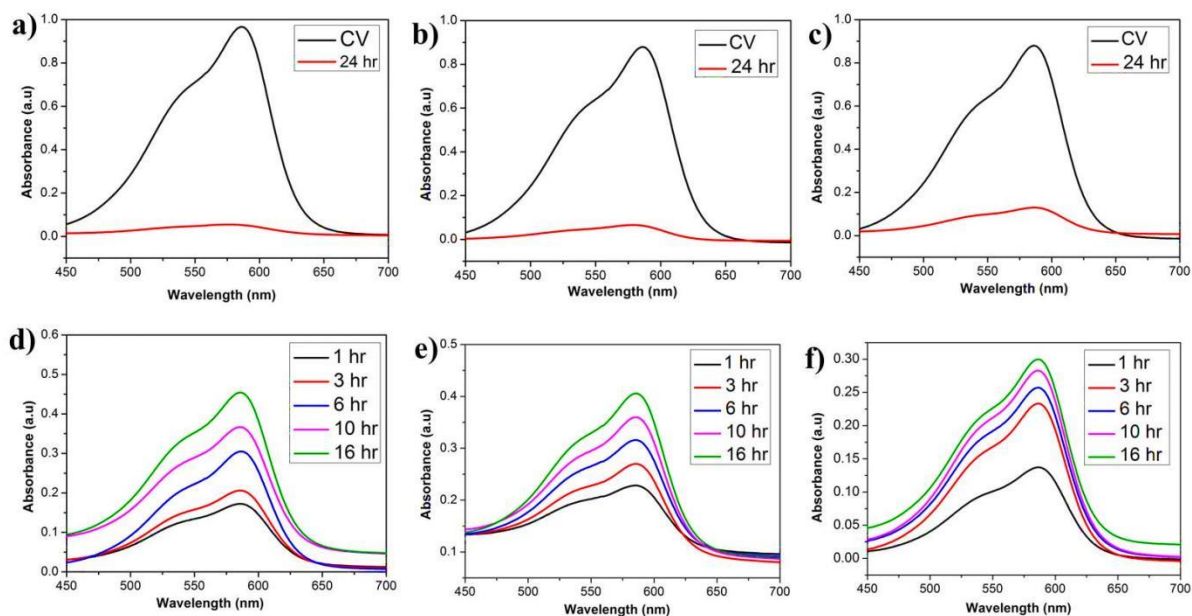 a)
Absorbance (a.u)
1.0
0.8
0.6
0.4
0.2
0.0
CV
24 hr
450 500 550 600 650 700
Wavelength (nm)
b)
Absorbance (a.u)
1.0
0.8
0.6
0.4
0.2
0.0
CV
24 hr
450 500 550 600 650 700
Wavelength (nm)
c)
Absorbance (a.u)
1.0
0.8
0.6
0.4
0.2
0.0
CV
24 hr
450 500 550 600 650 700
Wavelength (nm)
d)
Absorbance (a.u)
0.6
0.5
0.4
0.3
0.2
0.1
0.0
1 hr
3 hr
6 hr
10 hr
16 hr
450 500 550 600 650 700
Wavelength (nm)
e)
Absorbance (a.u)
0.5
0.4
0.3
0.2
0.1
1 hr
3 hr
6 hr
10 hr
16 hr
450 500 550 600 650 700
Wavelength (nm)
f)
Absorbance (a.u)
0.30
0.25
0.20
0.15
0.10
0.05
0.00
1 hr
3 hr
6 hr
10 hr
16 hr
450 500 550 600 650 700
Wavelength (nm)